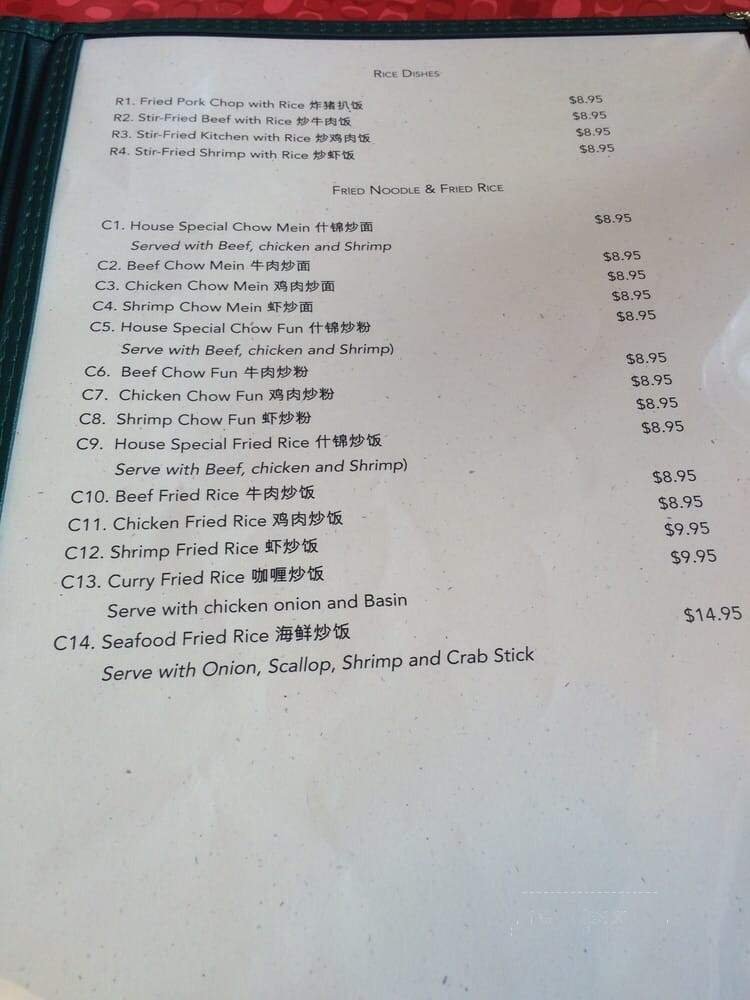 RICE DISHES
R1. Fried Pork Chop with Rice 炸猪扒饭 $8.95
R2. Stir-Fried Beef with Rice 炒牛肉饭 $8.95
R3. Stir-Fried Kitchen with Rice 炒鸡肉饭 $8.95
R4. Stir-Fried Shrimp with Rice 炒虾饭 $8.95
FRIED NOODLE & FRIED RICE
C1. House Special Chow Mein 什锦炒面 $8.95
Served with Beef, chicken and Shrimp
C2. Beef Chow Mein 牛肉炒面 $8.95
C3. Chicken Chow Mein 鸡肉炒面 $8.95
C4. Shrimp Chow Mein 虾炒面 $8.95
C5. House Special Chow Fun 什锦炒粉 $8.95
Serve with Beef, chicken and Shrimp)
C6. Beef Chow Fun 牛肉炒粉 $8.95
C7. Chicken Chow Fun 鸡肉炒粉 $8.95
C8. Shrimp Chow Fun 虾炒粉 $8.95
C9. House Special Fried Rice 什锦炒饭 $8.95
Serve with Beef, chicken and Shrimp)
C10. Beef Fried Rice 牛肉炒饭 $8.95
C11. Chicken Fried Rice 鸡肉炒饭 $8.95
C12. Shrimp Fried Rice 虾炒饭 $9.95
C13. Curry Fried Rice 咖喱炒饭 $9.95
Serve with chicken onion and Basin
C14. Seafood Fried Rice 海鲜炒饭 $14.95
Serve with Onion, Scallop, Shrimp and Crab Stick